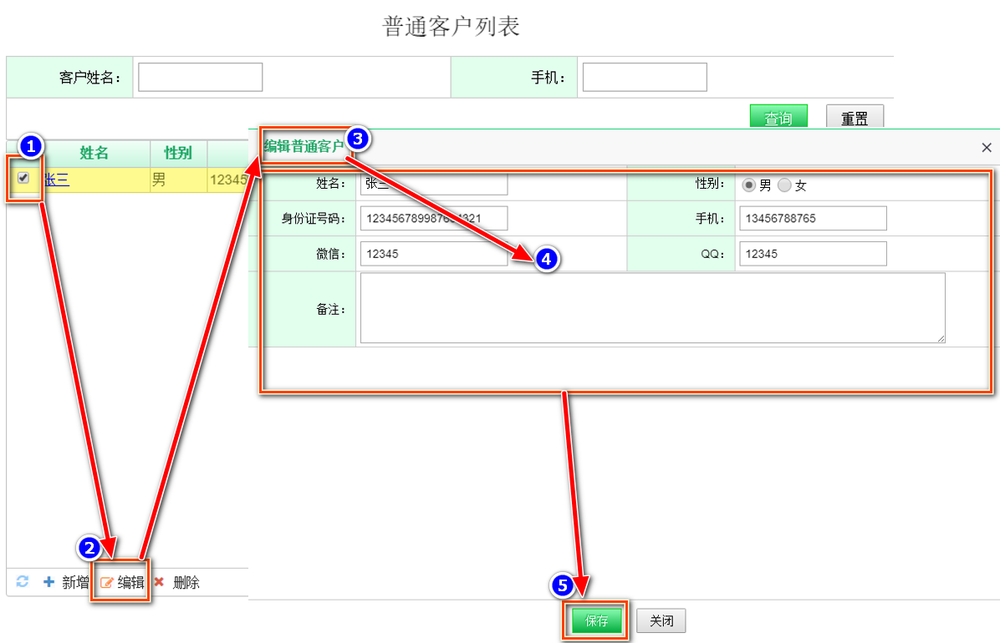 普通客户列表
客户姓名：
手机：
查询
重置
1
姓名
性别
编辑普通客户
3
张三
男
12345
姓名：
张三
性别：
男
女
身份证号码：
手机：
13456788765
微信：
12345
4
QQ：
12345
备注：
2
新增
编辑
删除
5
保存
关闭